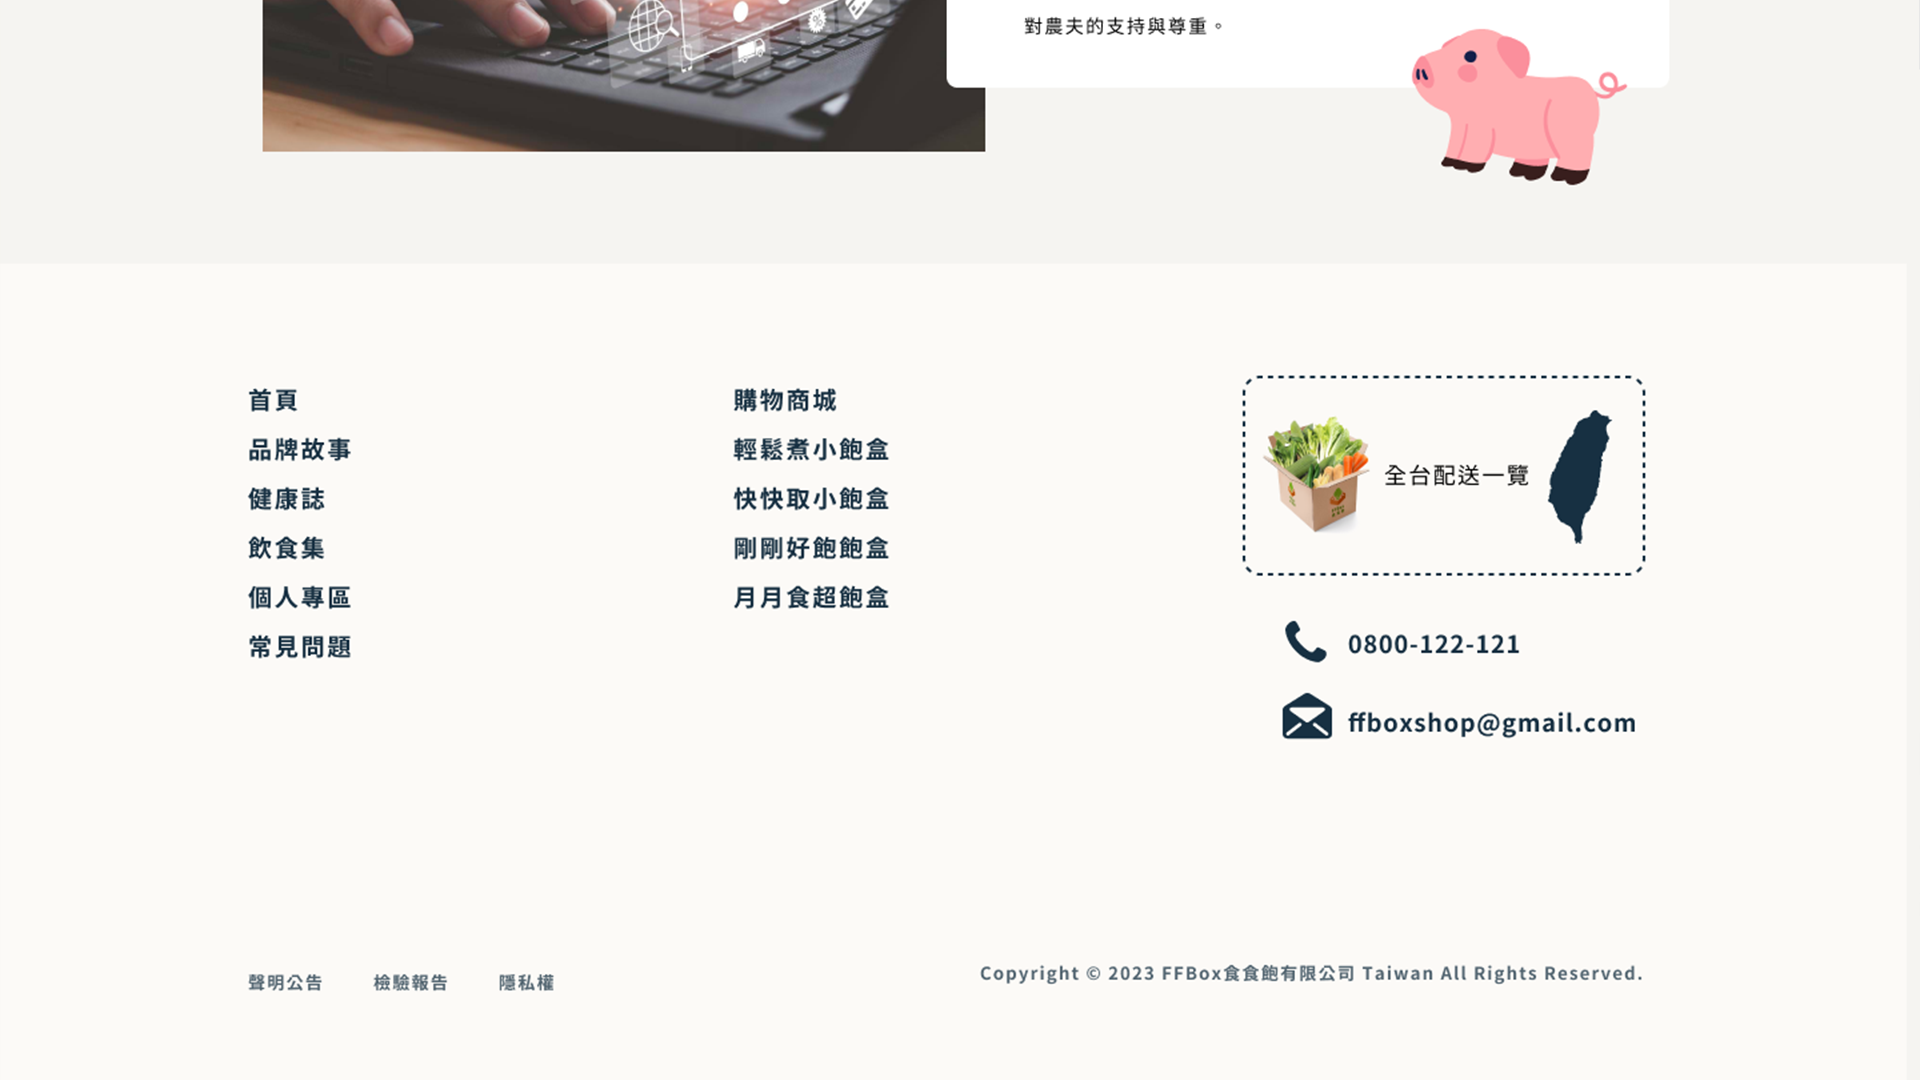 對農夫的支持與尊重。
首頁
品牌故事
健康誌
飲食集
個人專區
常見問題
購物商城
輕鬆煮小飽盒
快快取小飽盒
剛剛好飽飽盒
月月食超飽盒
全台配送一覽
0800-122-121
ffboxshop@gmail.com
聲明公告
檢驗報告
隱私權
Copyright © 2023 FFBox食食飽有限公司 Taiwan All Rights Reserved.